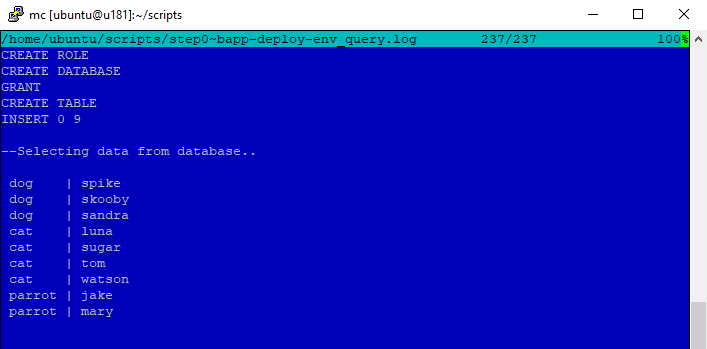 mc [ubuntu@u181]:~/scripts
/home/ubuntu/scripts/step0~bapp-deploy-env_query.log 237/237 100%
CREATE ROLE
CREATE DATABASE
GRANT
CREATE TABLE
INSERT 0 9
--Selecting data from database..
dog | spike
dog | skooby
dog | sandra
cat | luna
cat | sugar
cat | tom
cat | watson
parrot | jake
parrot | mary